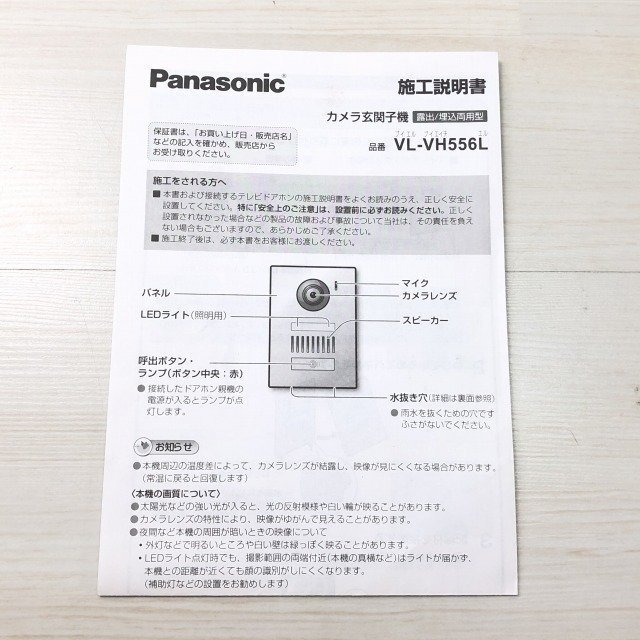 Panasonic®
施工説明書
カメラ玄関子機 露出/埋込両用型
ブイエル ブイエイチ エル
品番 VL-VH556L
保証書は、「お買い上げ日・販売店名」
などの記入を確かめ、販売店から
お受け取りください。
施工をされる方へ
■ 本書および接続するテレビドアホンの施工説明書をよくお読みのうえ、正しく安全に
設置してください。特に「安全上のご注意」は、設置前に必ずお読みください。正しく
設置されなかった場合などの製品の故障および事故について当社は、その責任を負え
ない場合もございますので、あらかじめご了承ください。
■ 施工終了後は、必ず本書をお客様にお渡しください。
パネル
LEDライト(照明用)
呼出ボタン・
ランプ(ボタン中央:赤)
● 接続したドアホン親機の
電源が入るとランプが点
灯します。
マイク
カメラレンズ
スピーカー
水抜き穴(詳細は裏面参照)
● 雨水を抜くための穴です
ふさがないでください。
お知らせ
●本機周辺の温度差によって、カメラレンズが結露し、映像が見にくくなる場合があります。
(常温に戻ると回復します)
〈本機の画質について〉
●太陽光などの強い光が入ると、光の反射模様や白い輪が映ることがあります。
●カメラレンズの特性により、映像がゆがんで見えることがあります。
●夜間など本機の周囲が暗いときの映像について
・外灯などで明るいところや白い壁は緑っぽく映ることがあります。
・LEDライト点灯時でも、撮影範囲の両端付近(本機の真横など)はライトが届かず、
本機との距離が近くても顔の識別がしにくくなります。
(補助灯などの設置をお勧めします)